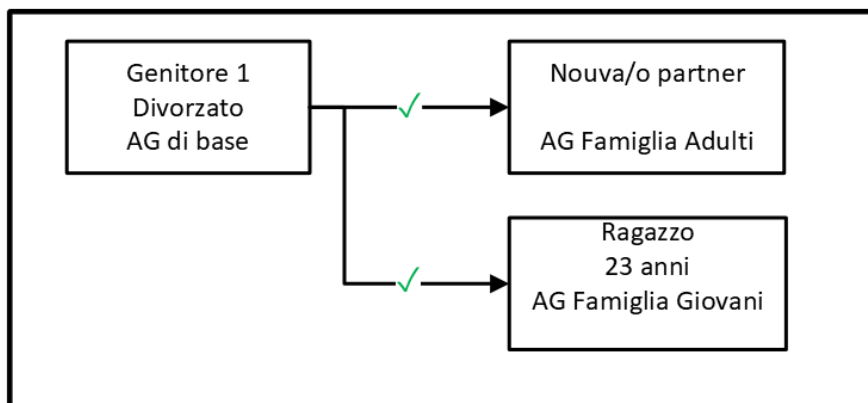 Genitore 1
Divorzato
AG di base
Nouva/o partner
AG Famiglia Adulti
Ragazzo
23 anni
AG Famiglia Giovani